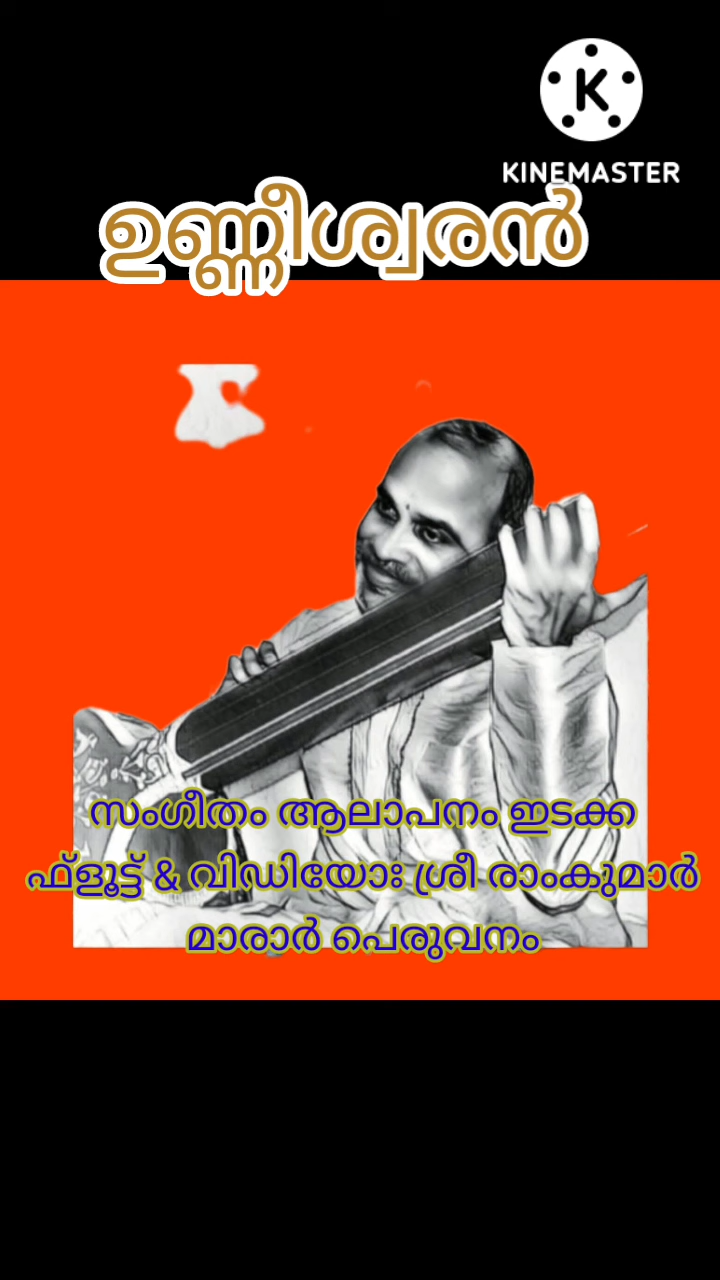 K
KINEMASTER
ഉണ്ണീശ്വരൻ
സംഗീതം ആലാപനം ഇടക്ക
ഫ്ളൂട്ട് & വിഡിയോഃ ശ്രീ രാംകുമാർ
മാരാർ പെരുവനം